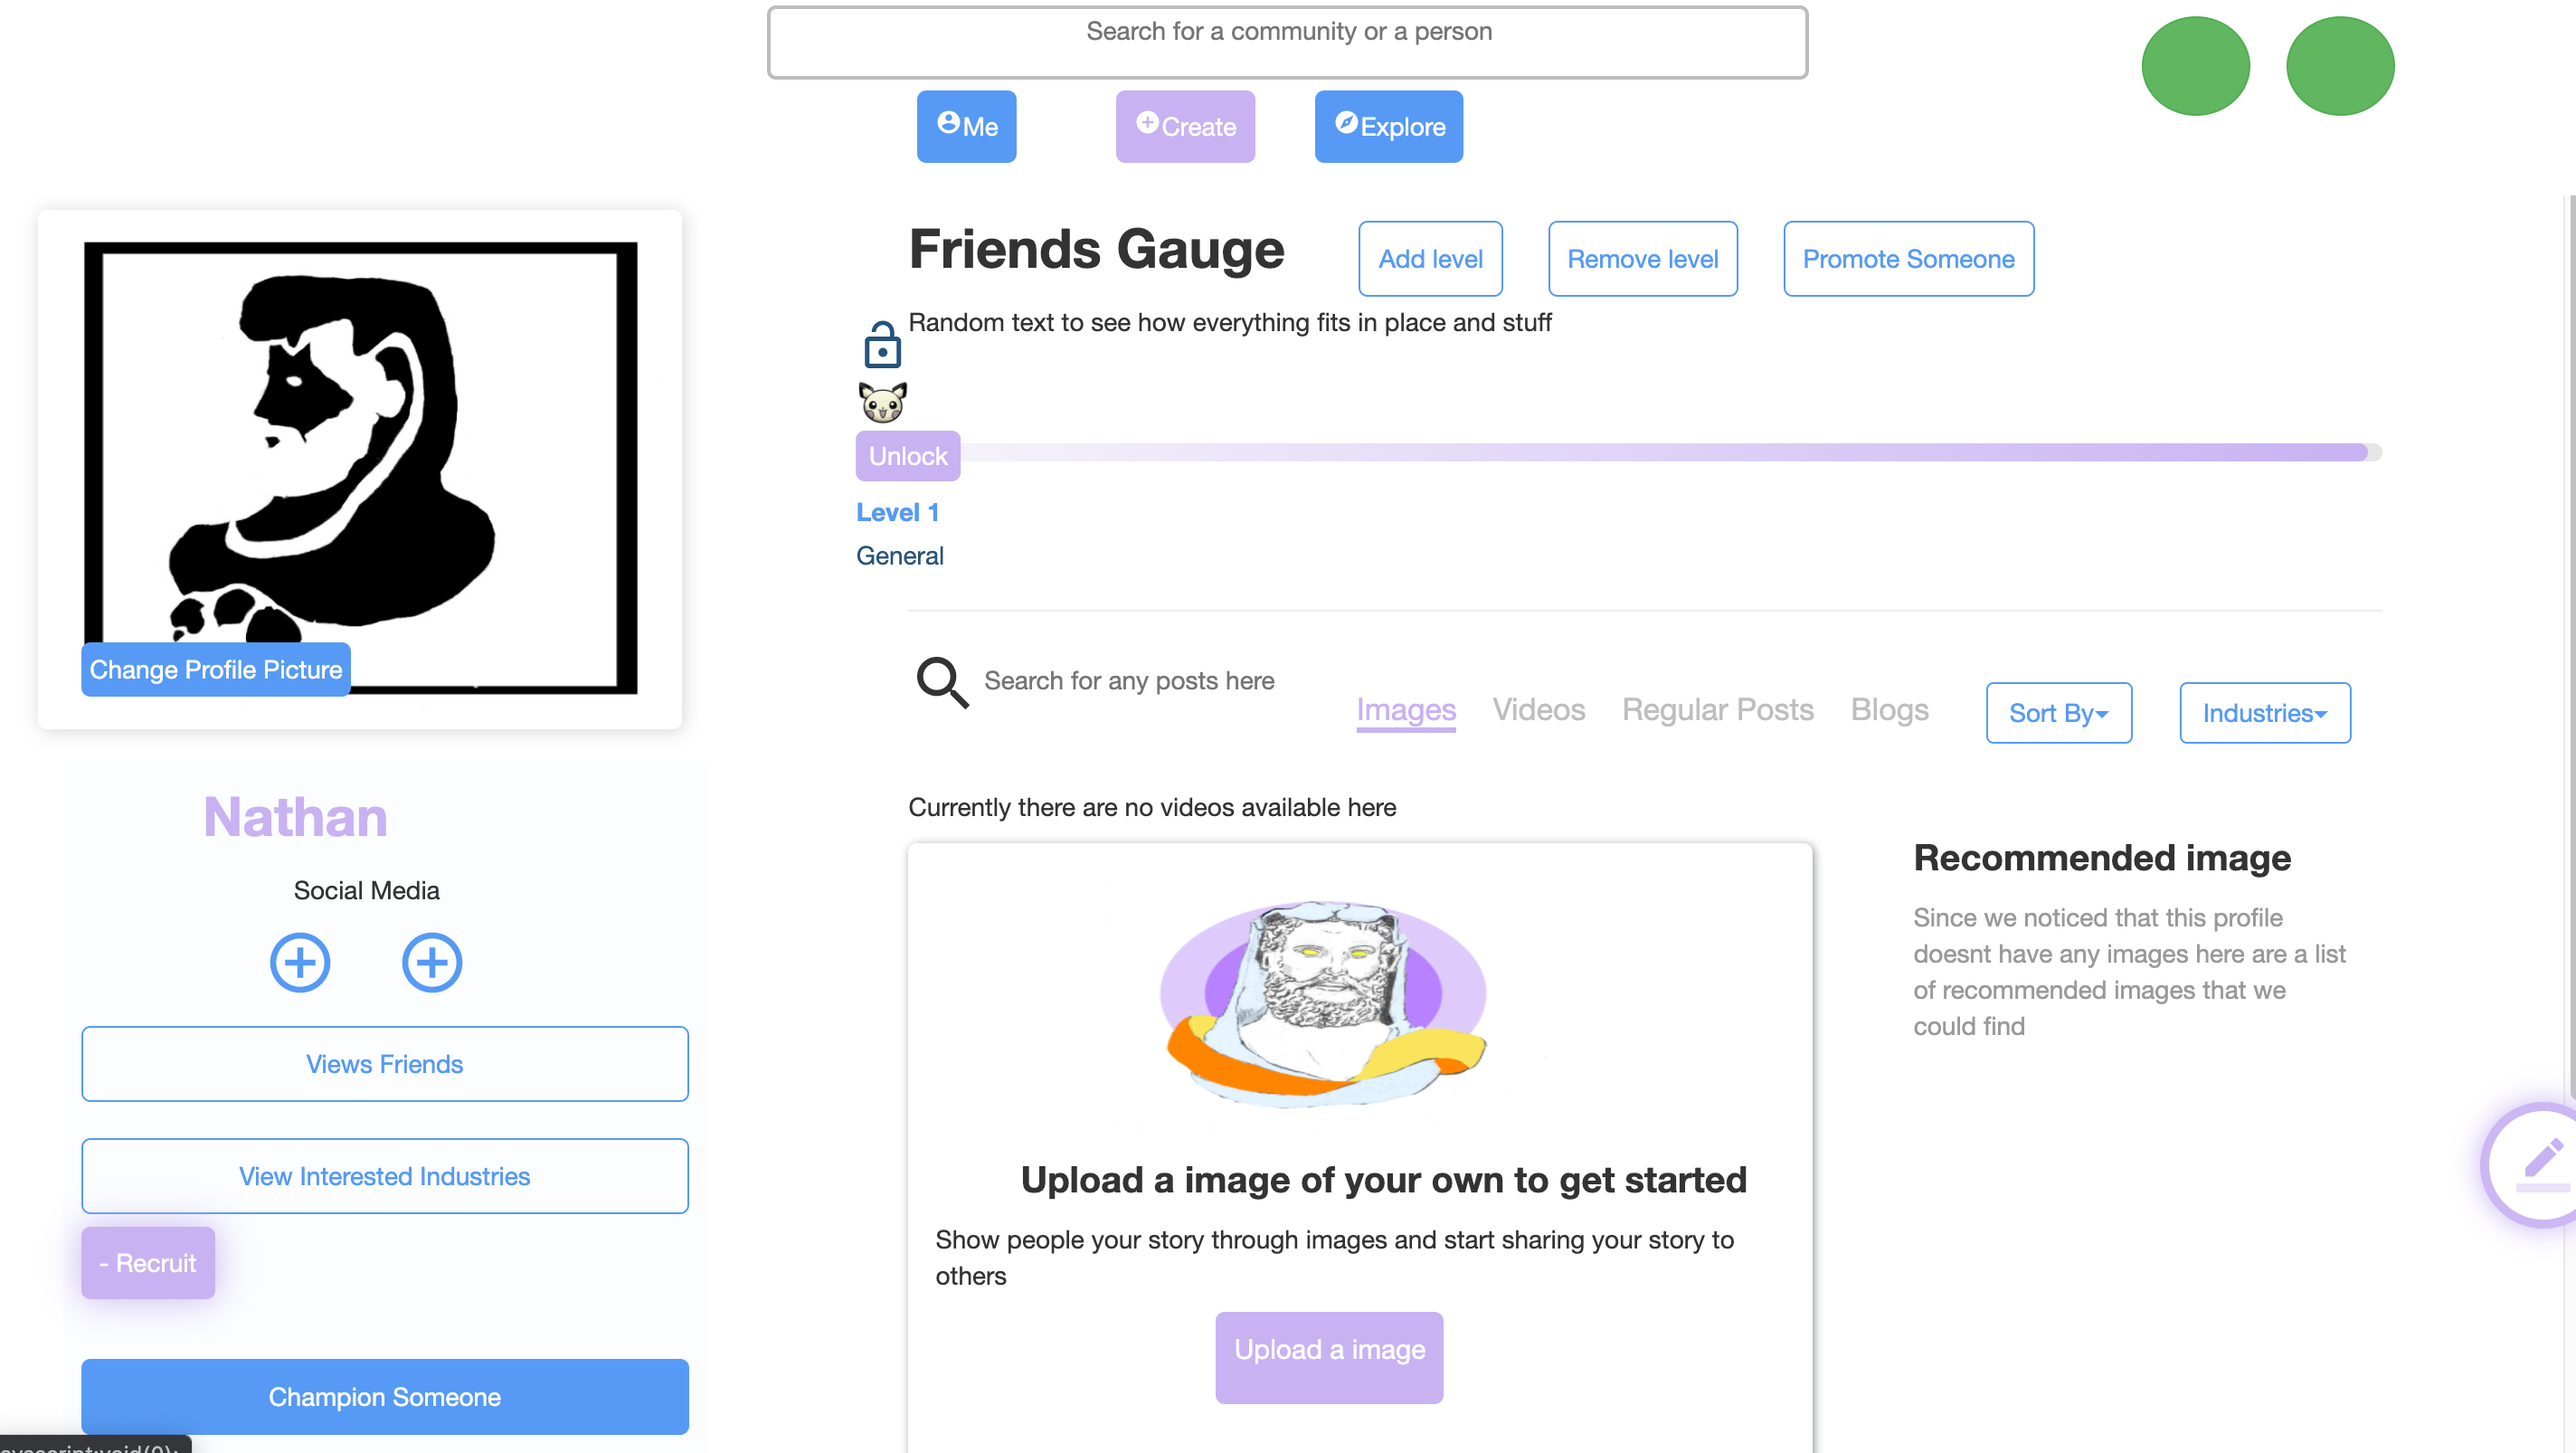 Search for a community or a person
Me
Create
Explore
Friends Gauge
Add level
Remove level
Promote Someone
Random text to see how everything fits in place and stuff
Unlock
Level 1
General
Change Profile Picture
Search for any posts here
Images
Videos
Regular Posts
Blogs
Sort By
Industries
Nathan
Social Media
Views Friends
View Interested Industries
- Recruit
Champion Someone
Currently there are no videos available here
Upload a image of your own to get started
Show people your story through images and start sharing your story to
others
Upload a image
Recommended image
Since we noticed that this profile
doesnt have any images here are a list
of recommended images that we
could find